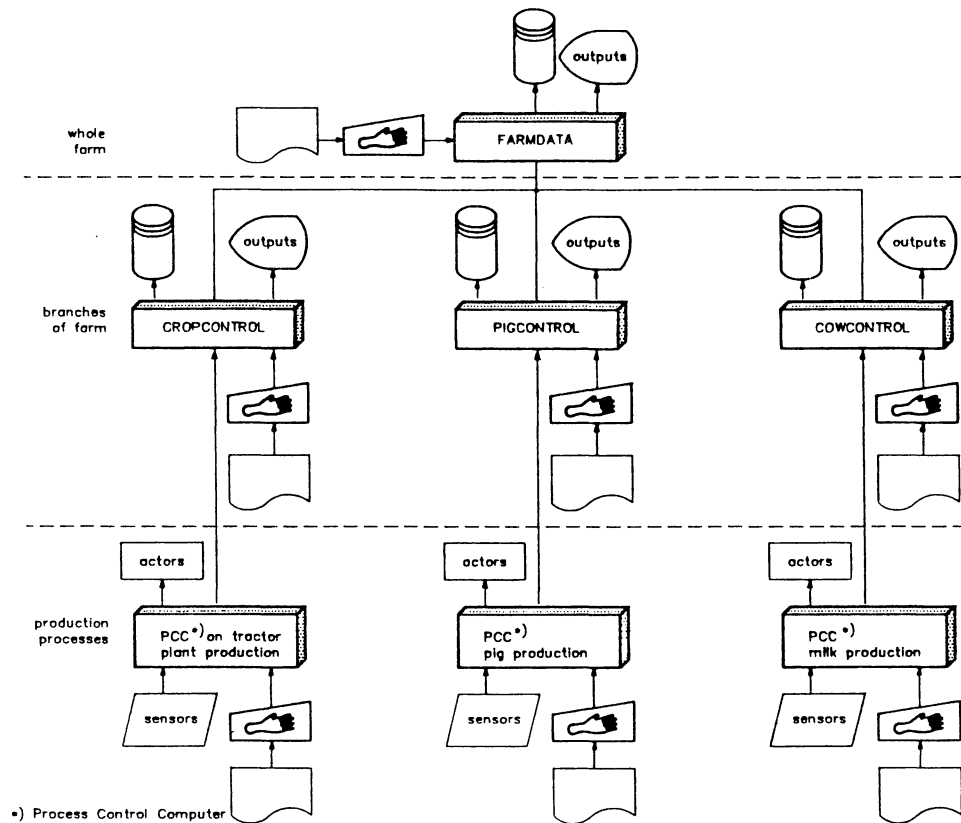 outputs
whole
farm
FARMDATA
outputs
outputs
outputs
branches
of farm
CROPCONTROL
PIGCONTROL
COWCONTROL
actors
actors
actors
production
processes
PCC*) on tractor
plant production
PCC*)
pig production
PCC*)
milk production
sensors
sensors
sensors
*) Process Control Computer